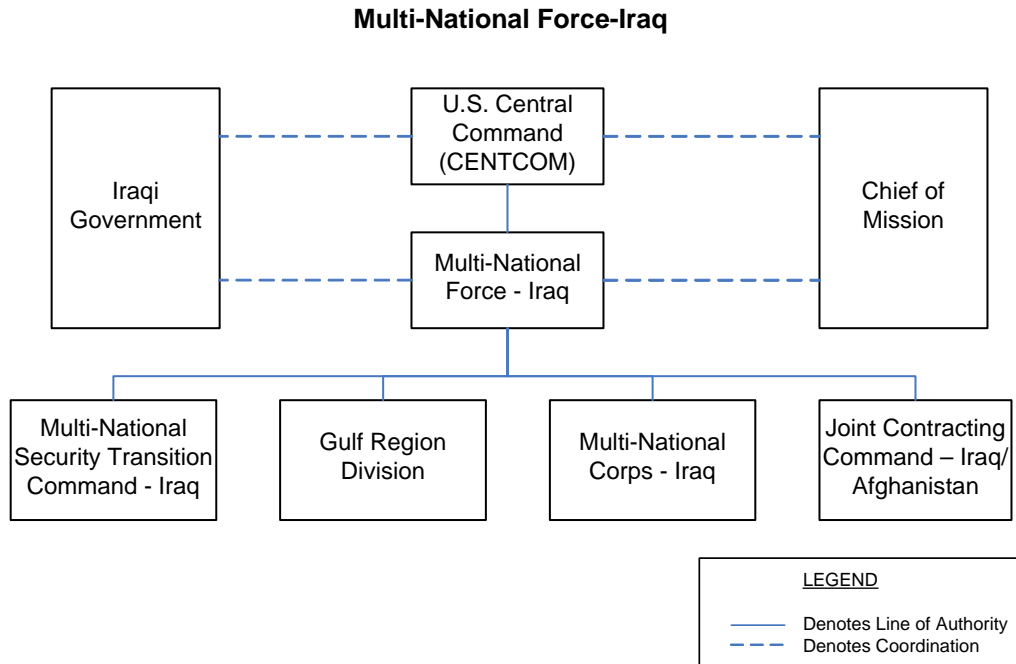 Multi-National Force-Iraq
Iraqi
Government
U.S. Central
Command
(CENTCOM)
Chief of
Mission
Multi-National
Force - Iraq
Multi-National
Security Transition
Command - Iraq
Gulf Region
Division
Multi-National
Corps - Iraq
Joint Contracting
Command – Iraq/
Afghanistan
LEGEND
Denotes Line of Authority
Denotes Coordination